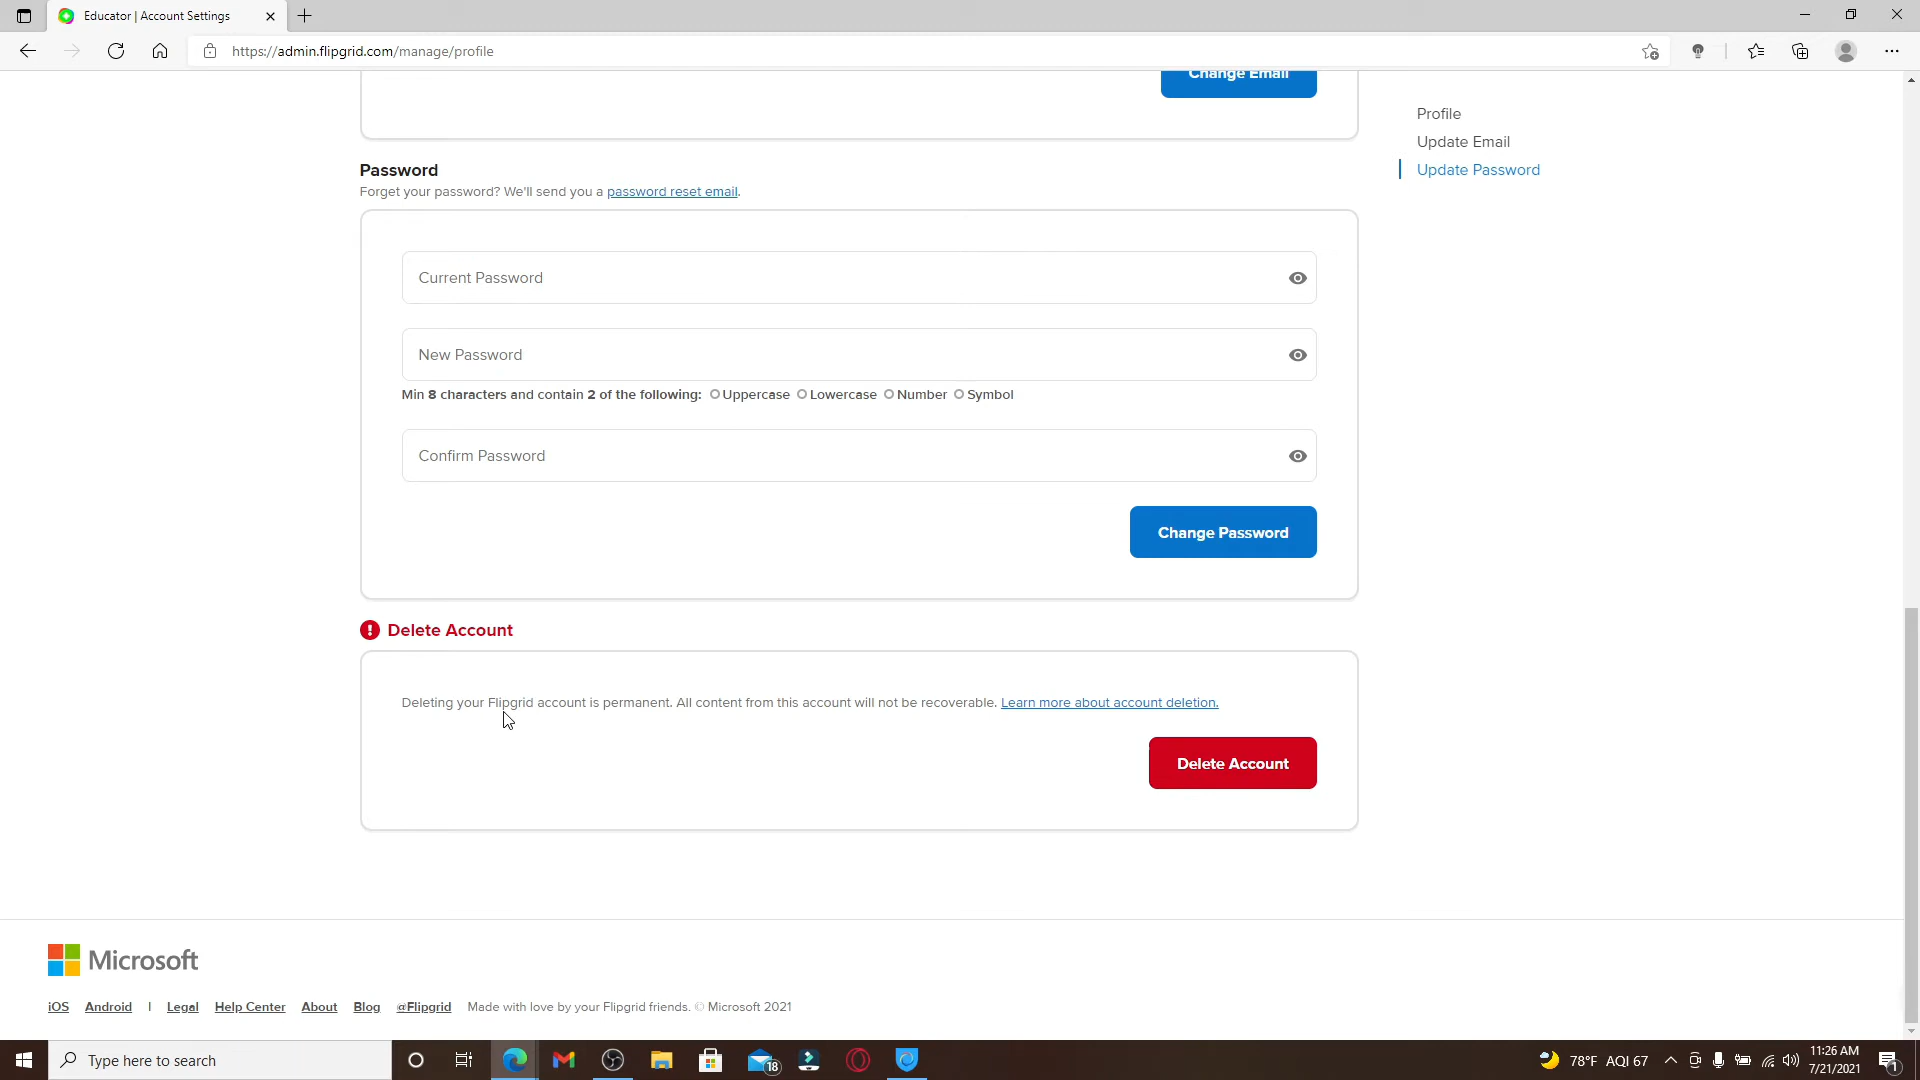 Educator | Account Settings
https://admin.flipgrid.com/manage/profile
Change Email
Profile
Update Email
Update Password
Password
Forget your password? We'll send you a password reset email.
Current Password
New Password
Min 8 characters and contain 2 of the following: Uppercase Lowercase Number Symbol
Confirm Password
Change Password
Delete Account
Deleting your Flipgrid account is permanent. All content from this account will not be recoverable. Learn more about account deletion.
Delete Account
Microsoft
iOS Android | Legal Help Center About Blog @Flipgrid Made with love by your Flipgrid friends. © Microsoft 2021
Type here to search
18
78°F AQI 67
11:26 AM
7/21/2021
1